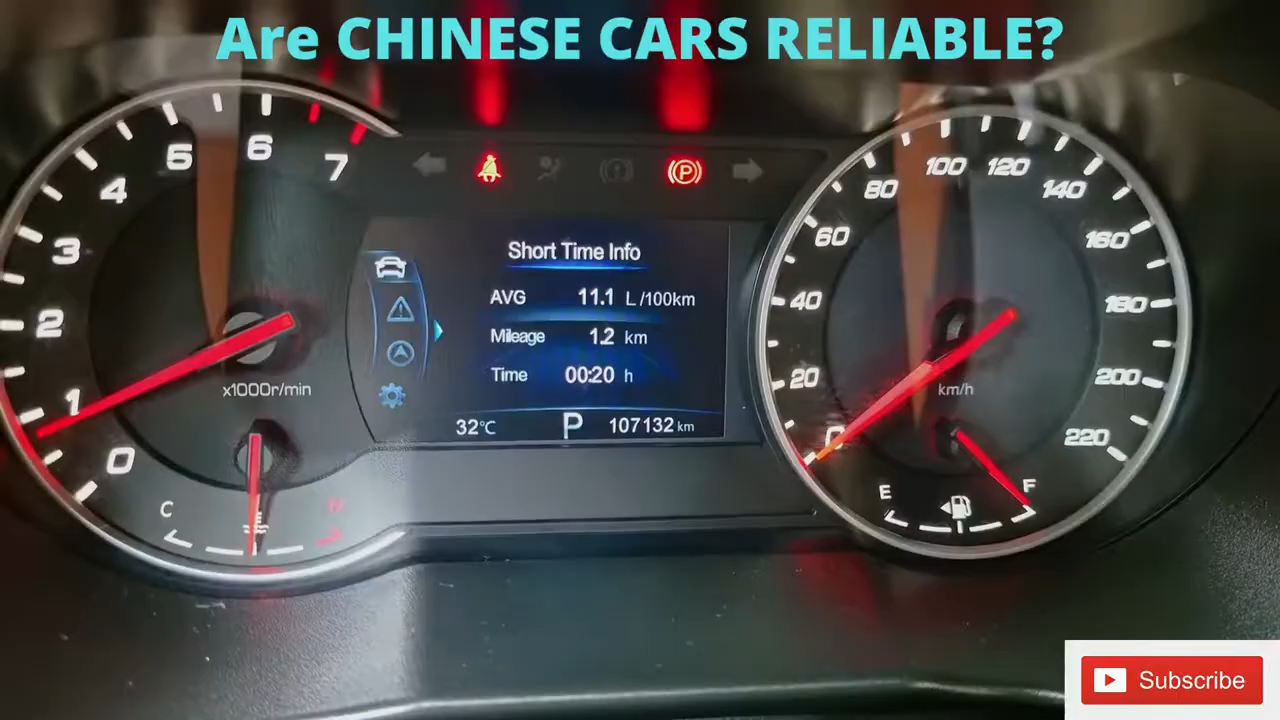 Are CHINESE CARS RELIABLE?
0
1
2
3
4
5
6
7
x1000r/min
C
P
Short Time Info
AVG 11.1 L/100km
Mileage 1.2 km
Time 00:20 h
32°C P 107132 km
0
20
40
60
80
100
120
140
160
180
200
220
km/h
E F
Subscribe